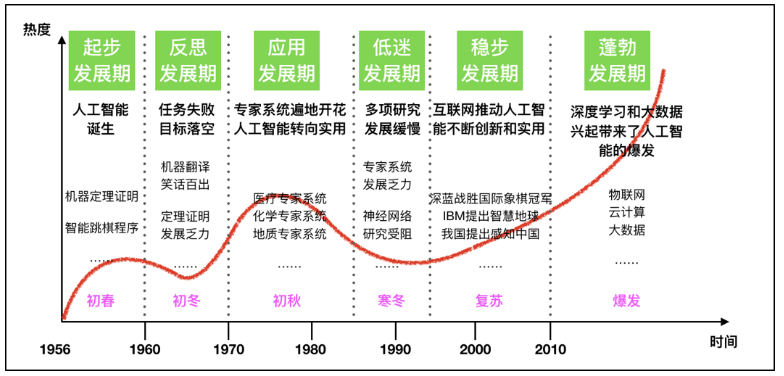 热度
起步
发展期
反思
发展期
应用
发展期
低迷
发展期
稳步
发展期
蓬勃
发展期
人工智能
诞生
任务失败
目标落空
专家系统遍地开花
人工智能转向实用
多项研究
发展缓慢
互联网推动人工智
能不断创新和实用
深度学习和大数据
兴起带来了人工智
能的爆发
机器定理证明
智能跳棋程序
……
机器翻译
笑话百出
定理证明
发展乏力
……
医疗专家系统
化学专家系统
地质专家系统
……
专家系统
发展乏力
神经网络
研究受阻
……
深蓝战胜国际象棋冠军
IBM提出智慧地球
我国提出感知中国
……
物联网
云计算
大数据
……
初春
初冬
初秋
寒冬
复苏
爆发
时间
1956
1960
1970
1980
1990
2000
2010